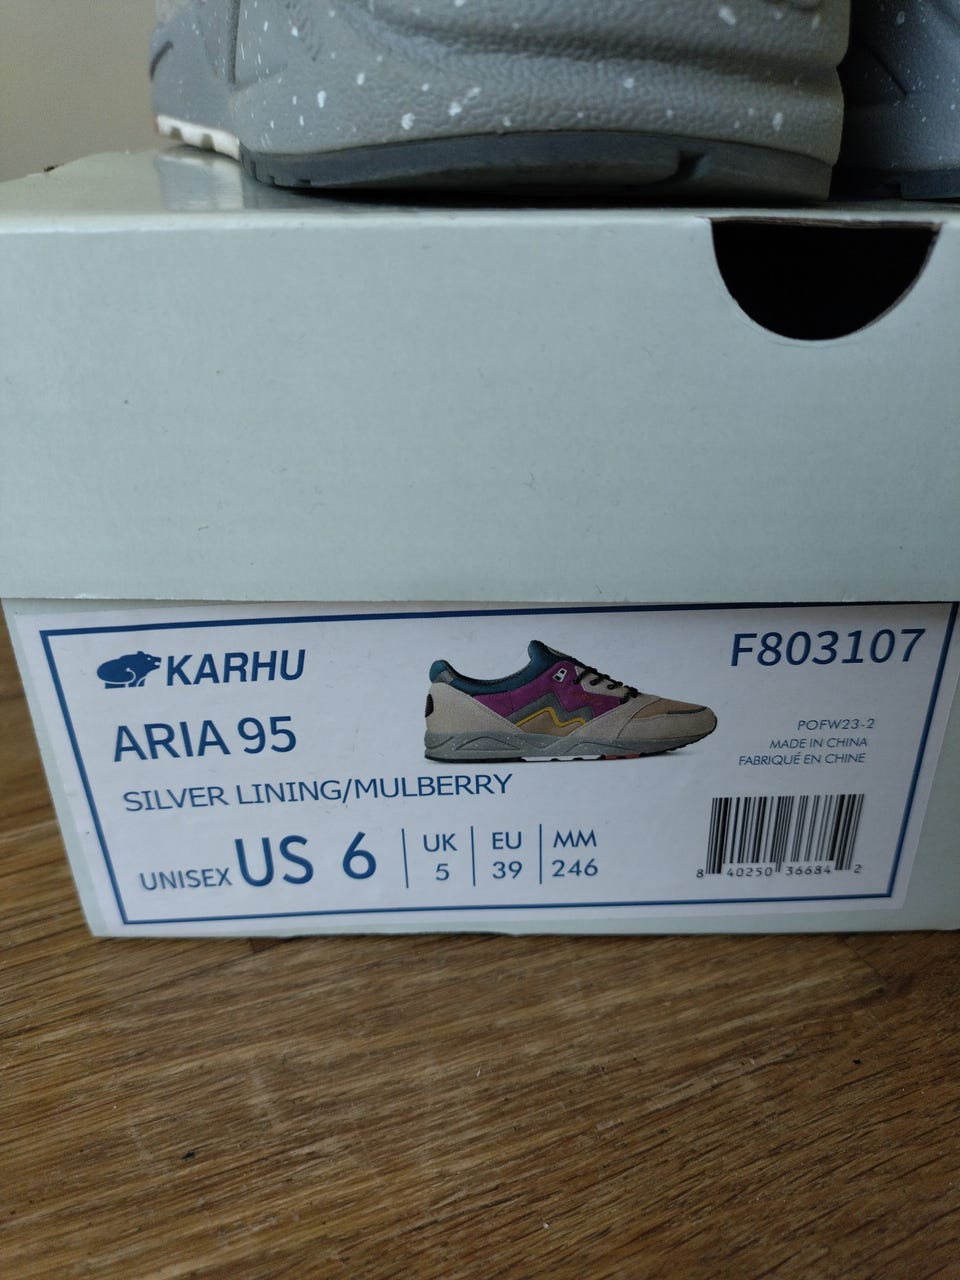 KARHU
F803107
ARIA 95
SILVER LINING/MULBERRY
POFW23-2
MADE IN CHINA
FABRIQUÉ EN CHINE
UNISEX US 6
UK
5
EU
39
MM
246
8 40250 36684 2